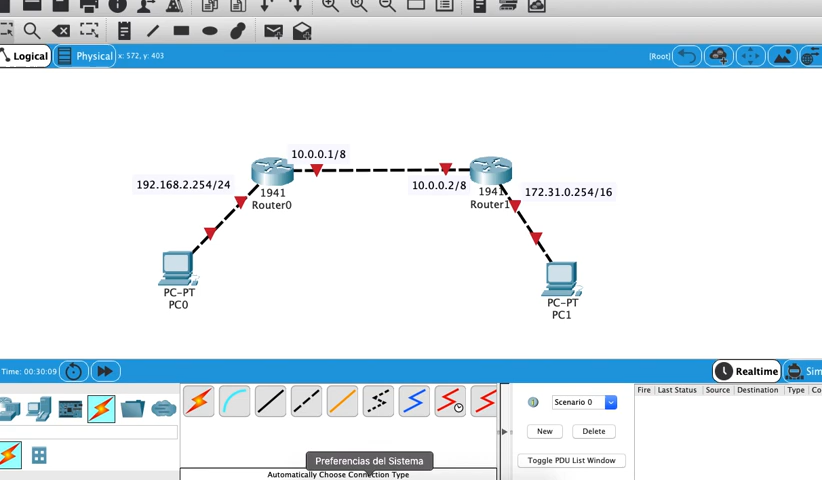 Logical
Physical
x: 572, y: 403
[Root]
10.0.0.1/8
192.168.2.254/24
10.0.0.2/8
172.31.0.254/16
1941
Router0
1941
Router1
PC-PT
PC0
PC-PT
PC1
Time: 00:30:09
Realtime
Sim
Fire
Last Status
Source
Destination
Type
Co
Scenario 0
New
Delete
Toggle PDU List Window
Preferencias del Sistema
Automatically Choose Connection Type